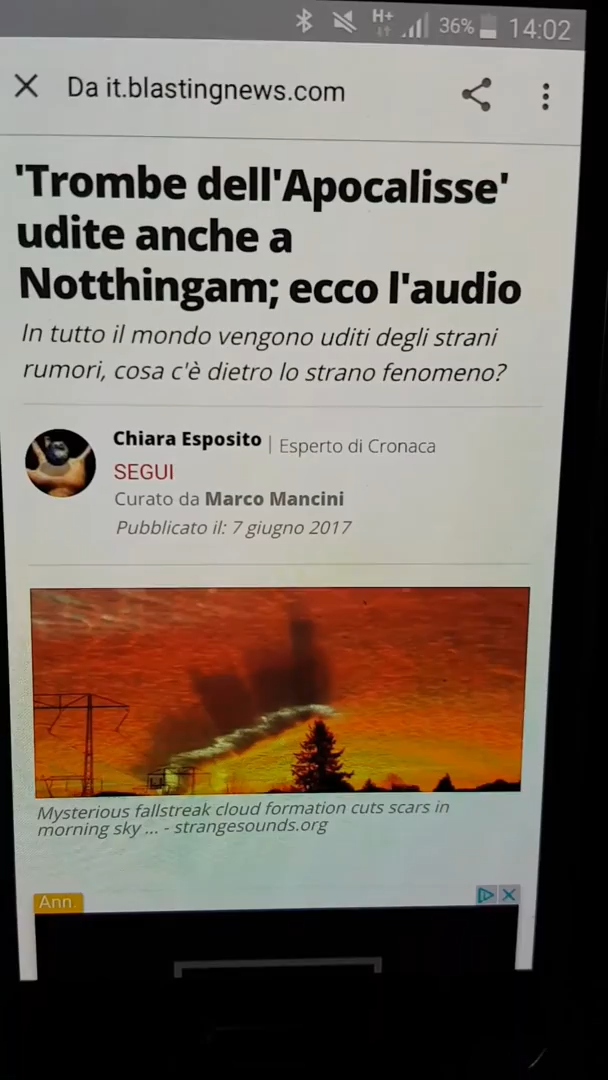 H+ 36% 14:02
Da it.blastingnews.com
'Trombe dell'Apocalisse'
udite anche a
Notthingam; ecco l'audio
In tutto il mondo vengono uditi degli strani
rumori, cosa c'è dietro lo strano fenomeno?
Chiara Esposito | Esperto di Cronaca
SEGUI
Curato da Marco Mancini
Pubblicato il: 7 giugno 2017
Mysterious fallstreak cloud formation cuts scars in
morning sky ... - strangesounds.org
Ann.